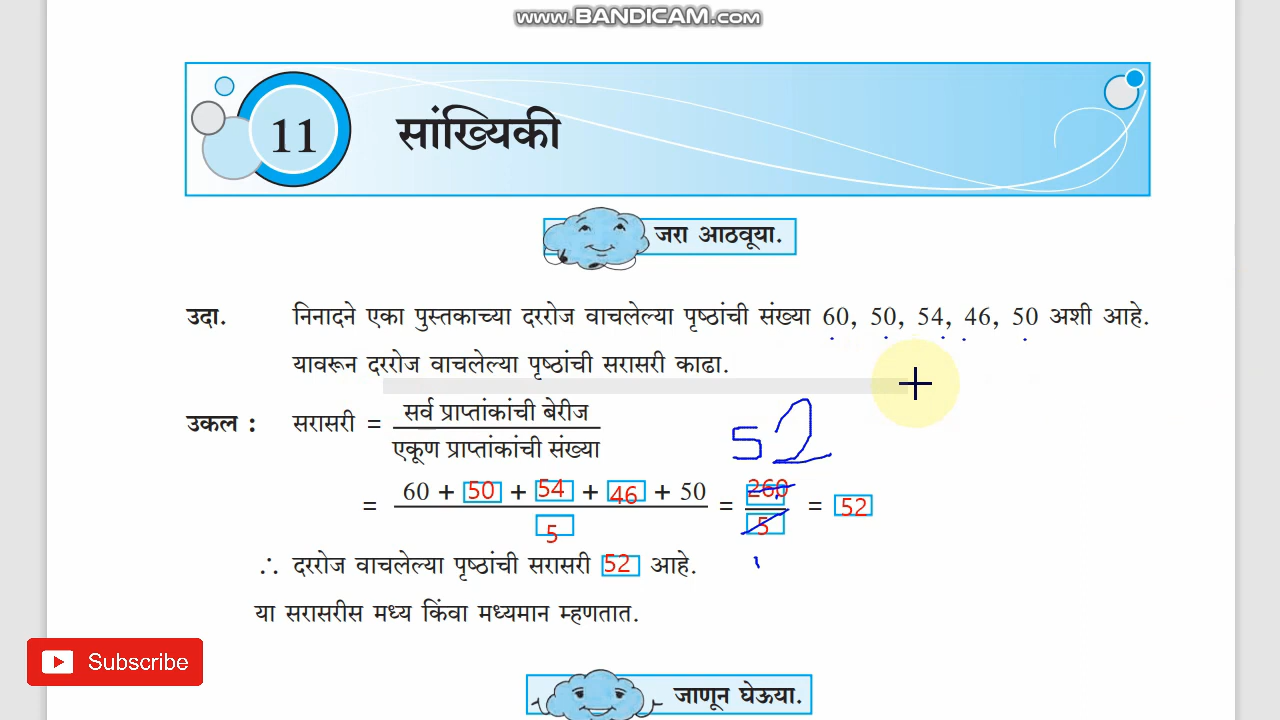 www.BANDICAM.com
11 सांख्यिकी
जरा आठवूया.
उदा. निनादने एका पुस्तकाच्या दररोज वाचलेल्या पृष्ठांची संख्या 60, 50, 54, 46, 50 अशी आहे.
यावरून दररोज वाचलेल्या पृष्ठांची सरासरी काढा.
उकल : सरासरी = सर्व प्राप्तांकांची बेरीज / एकूण प्राप्तांकांची संख्या
52
= 60 + 50 + 54 + 46 + 50 / 5 = 260 / 5 = 52
1
∴ दररोज वाचलेल्या पृष्ठांची सरासरी 52 आहे.
या सरासरीस मध्य किंवा मध्यमान म्हणतात.
Subscribe
जाणून घेऊया.